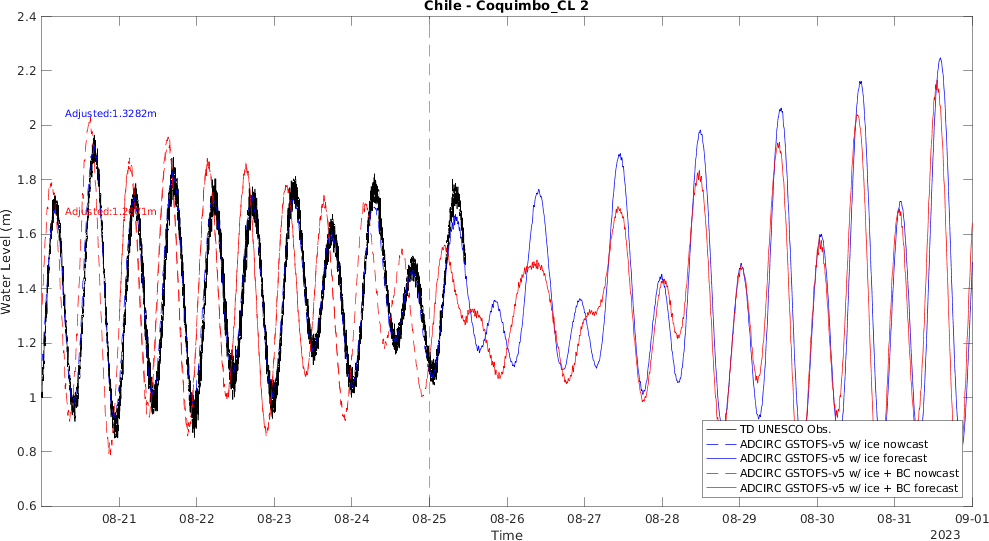 Chile - Coquimbo_CL 2
2.4
2.2
2
1.8
1.6
1.4
1.2
1
0.8
0.6
Water Level (m)
Adjusted:1.3282m
TD UNESCO Obs.
ADCIRC GSTOFS-v5 w/ ice nowcast
ADCIRC GSTOFS-v5 w/ ice forecast
ADCIRC GSTOFS-v5 w/ ice + BC nowcast
ADCIRC GSTOFS-v5 w/ ice + BC forecast
08-21
08-22
08-23
08-24
08-25
08-26
08-27
08-28
08-29
08-30
08-31
09-01
Time
2023